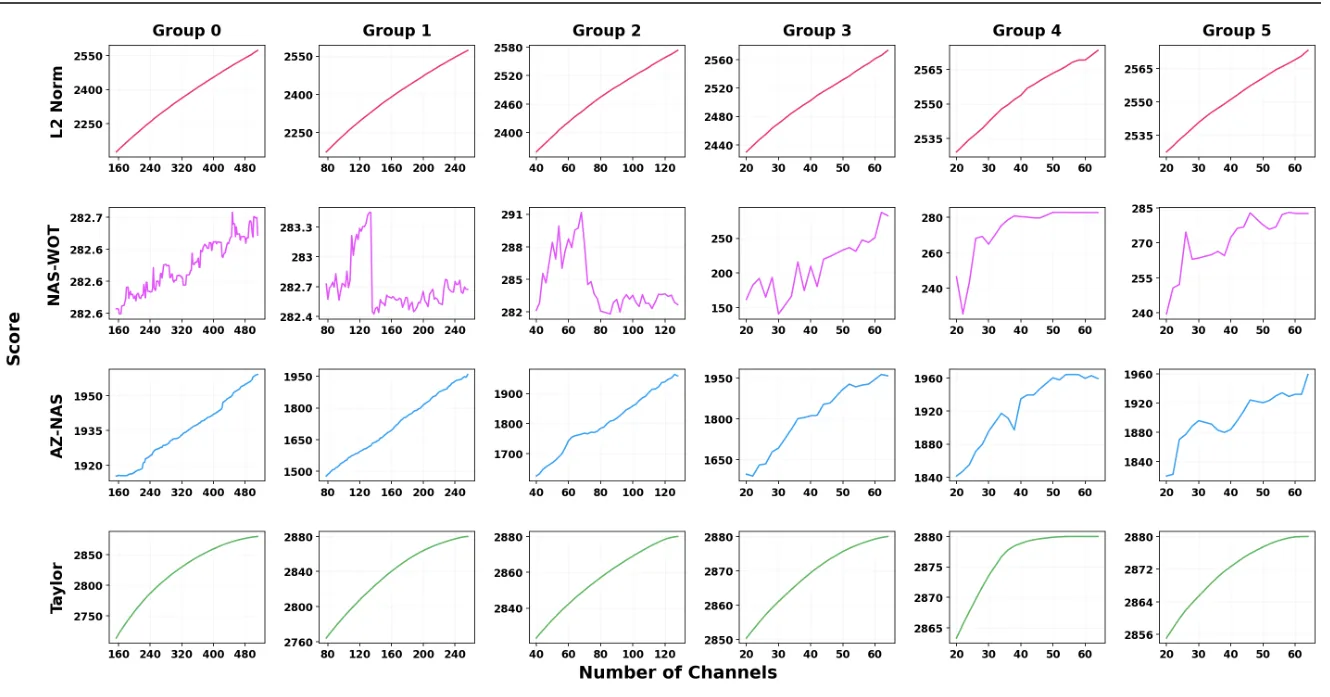 Group 0 Group 1 Group 2 Group 3 Group 4 Group 5
Score
L2 Norm
2550 2400 2250
160 240 320 400 480
2550 2400 2250
80 120 160 200 240
2580 2520 2460 2400
40 60 80 100 120
2560 2520 2480 2440
20 30 40 50 60
2565 2550 2535
20 30 40 50 60
2565 2550 2535
20 30 40 50 60
NAS-WOT
282.7 282.6 282.6 282.6
160 240 320 400 480
283.3 283 282.7 282.4
80 120 160 200 240
291 288 285 282
40 60 80 100 120
250 200 150
20 30 40 50 60
280 260 240
20 30 40 50 60
285 270 255 240
20 30 40 50 60
AZ-NAS
1950 1935 1920
160 240 320 400 480
1950 1800 1650 1500
80 120 160 200 240
1900 1800 1700
40 60 80 100 120
1950 1800 1650
20 30 40 50 60
1960 1920 1880 1840
20 30 40 50 60
1960 1920 1880 1840
20 30 40 50 60
Taylor
2850 2800 2750
160 240 320 400 480
2880 2840 2800 2760
80 120 160 200 240
2880 2860 2840
40 60 80 100 120
2880 2870 2860 2850
20 30 40 50 60
2880 2875 2870 2865
20 30 40 50 60
2880 2872 2864 2856
20 30 40 50 60
Number of Channels